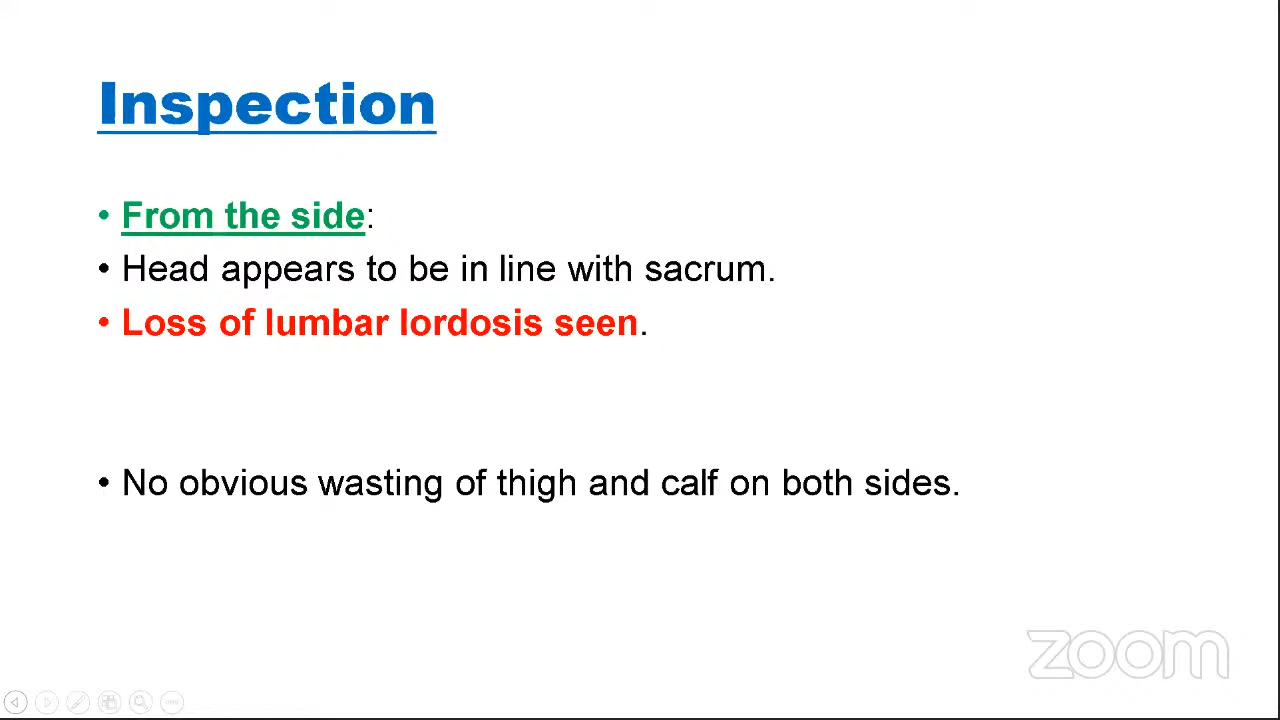 Inspection
• From the side:
• Head appears to be in line with sacrum.
• Loss of lumbar lordosis seen.
• No obvious wasting of thigh and calf on both sides.
zoom